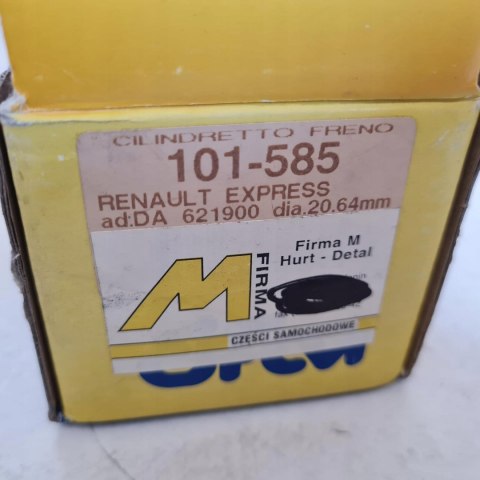 CILINDRETTO FRENO
101-585
RENAULT EXPRESS
ad:DA 621900 dia.20.64mm
M
FIRMA
Firma M
Hurt - Detal
CZĘŚCI SAMOCHODOWE